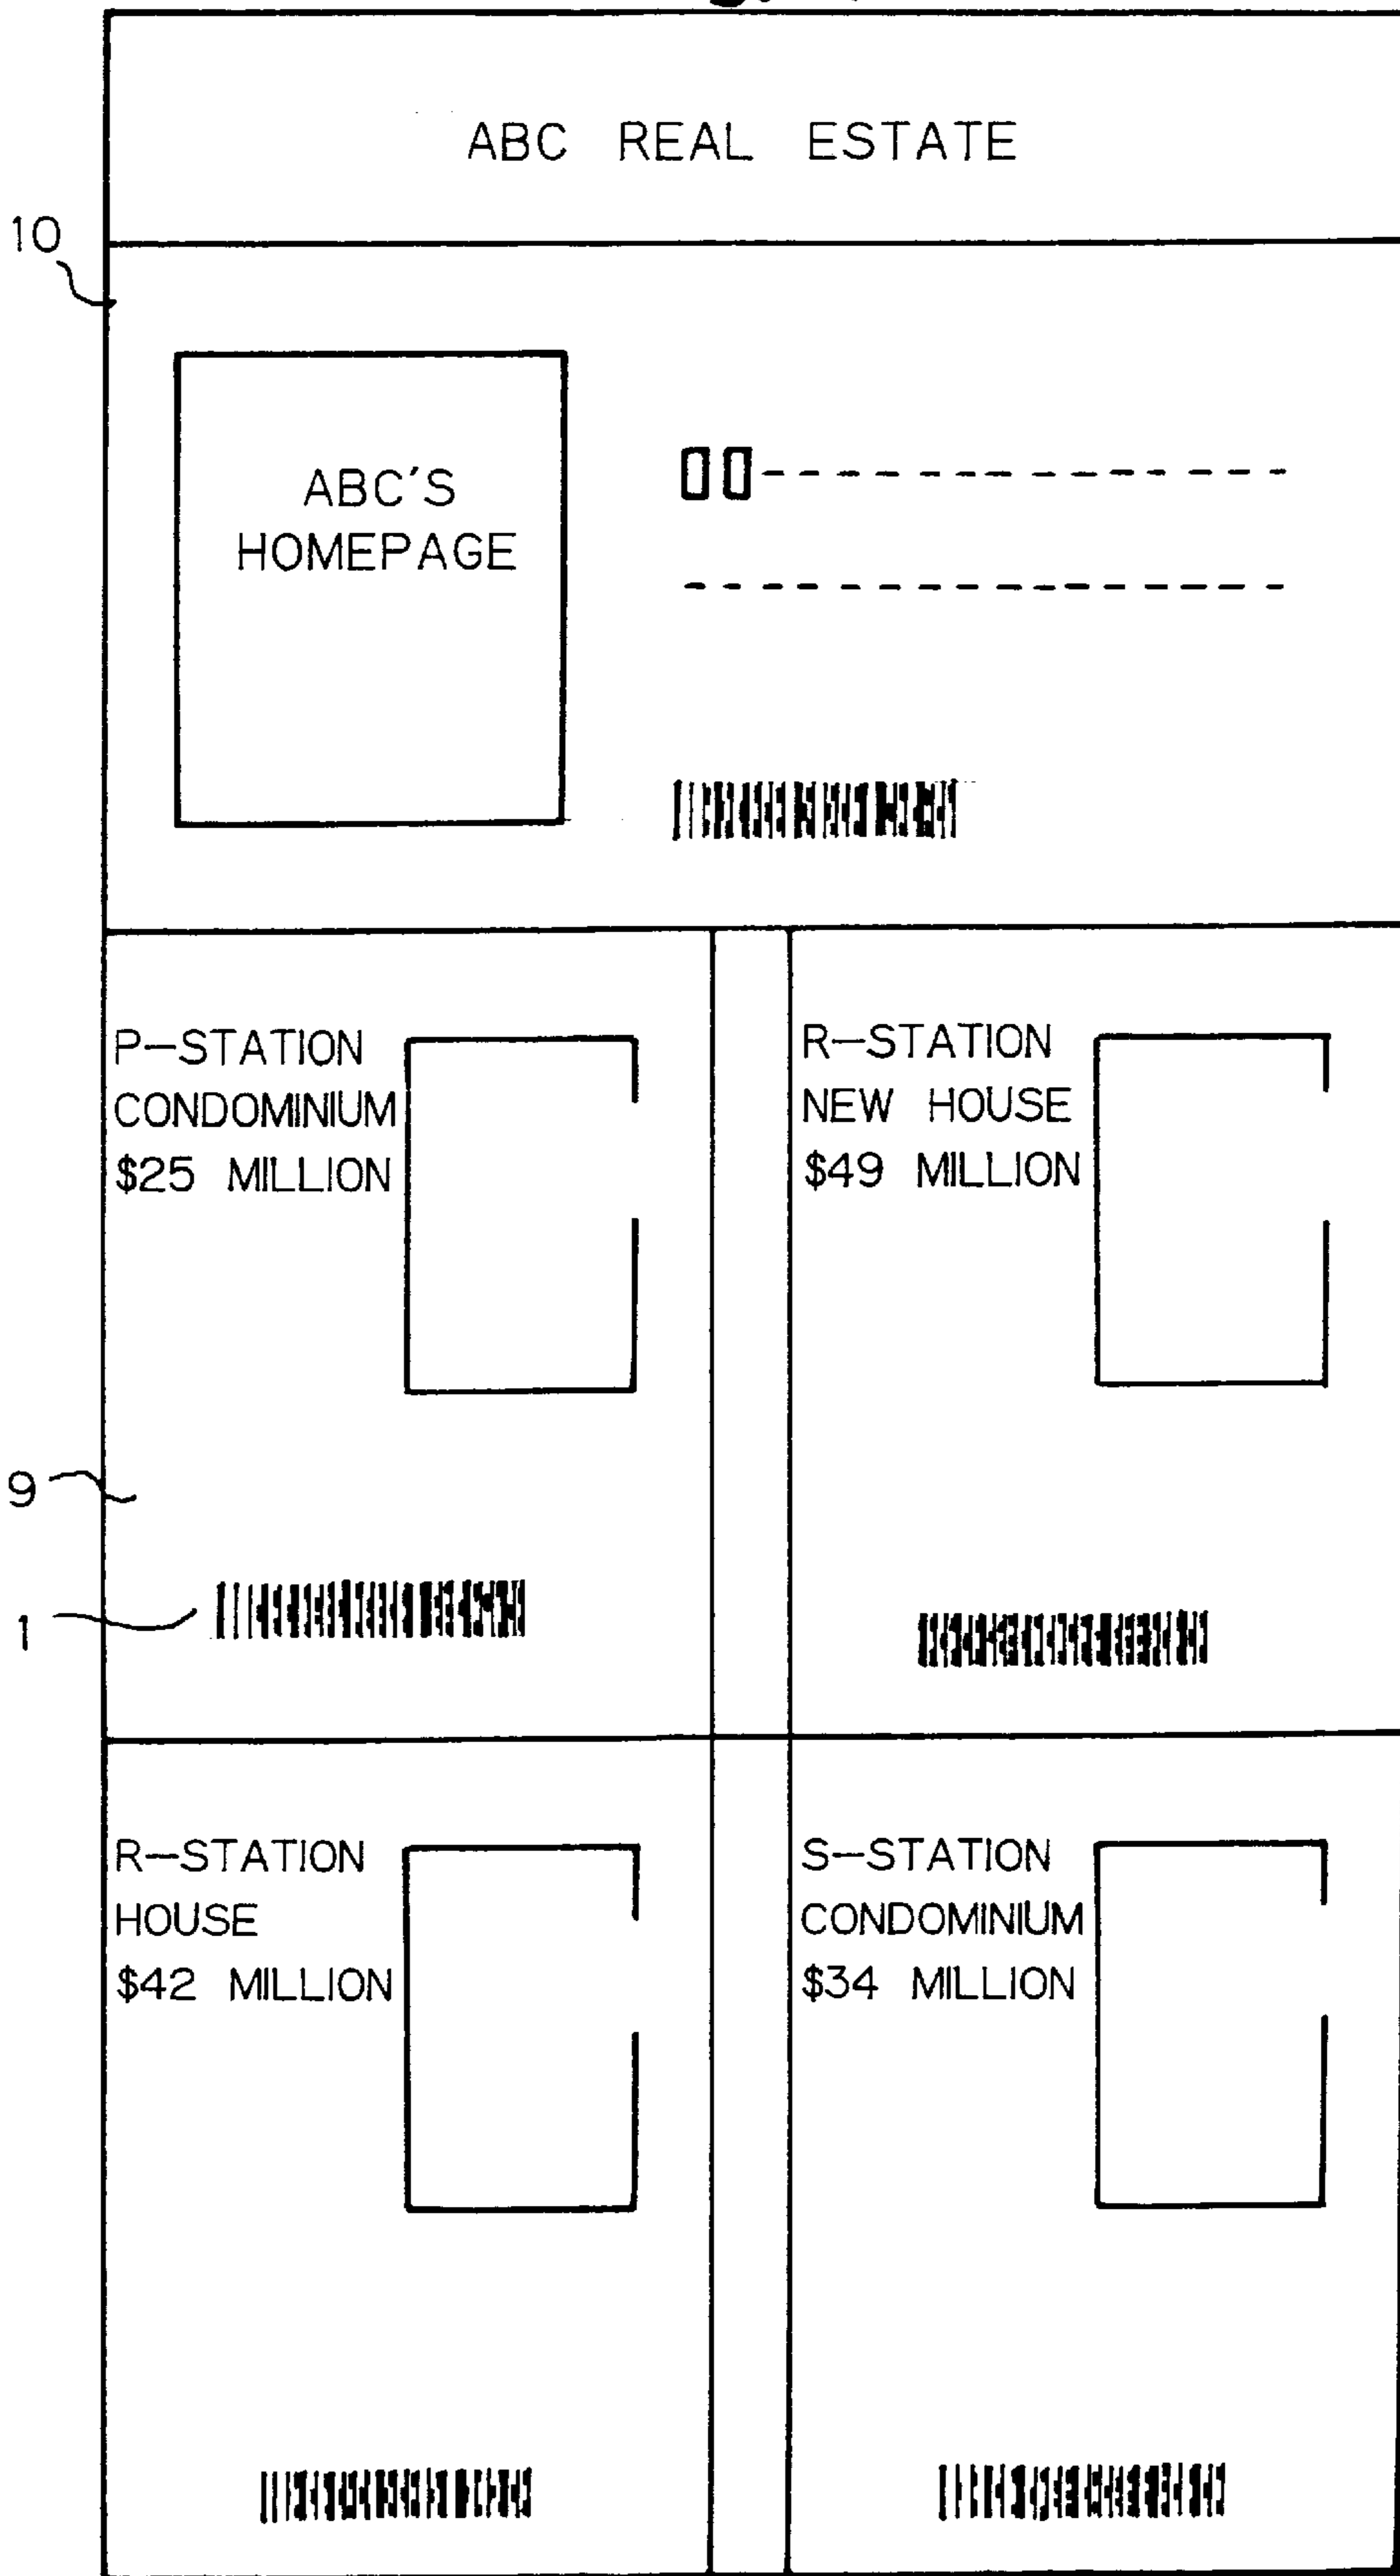 ABC REAL ESTATE
10
ABC'S
HOMEPAGE
P-STATION
CONDOMINIUM
$25 MILLION
R-STATION
NEW HOUSE
$49 MILLION
9
1
R-STATION
HOUSE
$42 MILLION
S-STATION
CONDOMINIUM
$34 MILLION